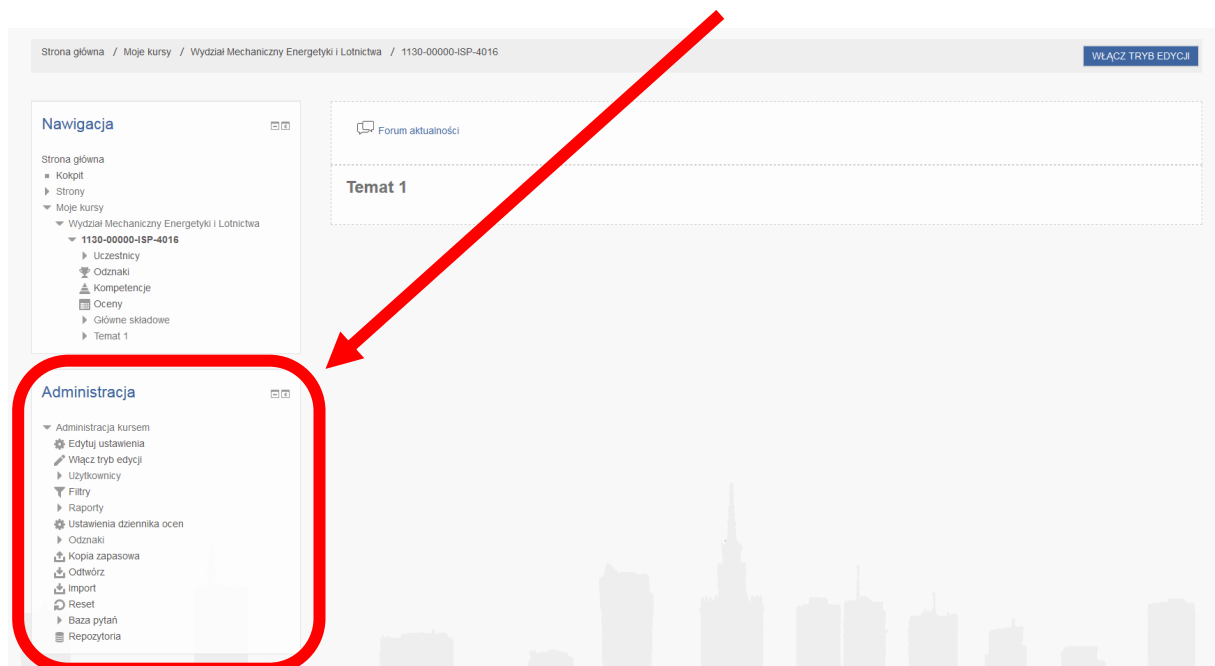 Strona główna / Moje kursy / Wydział Mechaniczny Energetyki i Lotnictwa / 1130-00000-ISP-4016
WŁĄCZ TRYB EDYCJI
Nawigacja
Strona główna
Kokpit
Strony
Moje kursy
Wydział Mechaniczny Energetyki i Lotnictwa
1130-00000-ISP-4016
Uczestnicy
Odznaki
Kompetencje
Oceny
Główne składowe
Temat 1
Forum aktualności
Temat 1
Administracja
Administracja kursem
Edytuj ustawienia
Włącz tryb edycji
Użytkownicy
Filtry
Raporty
Ustawienia dziennika ocen
Odznaki
Kopia zapasowa
Odtwórz
Import
Reset
Baza pytań
Repozytoria